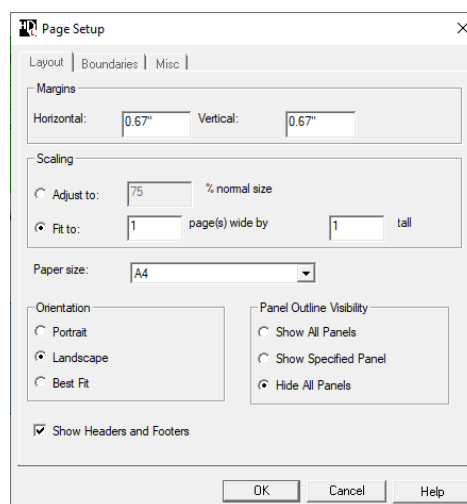 Page Setup
Layout Boundaries Misc
Margins
Horizontal: 0.67" Vertical: 0.67"
Scaling
Adjust to: 75 % normal size
Fit to: 1 page(s) wide by 1 tall
Paper size: A4
Orientation
Portrait
Landscape
Best Fit
Panel Outline Visibility
Show All Panels
Show Specified Panel
Hide All Panels
Show Headers and Footers
OK Cancel Help